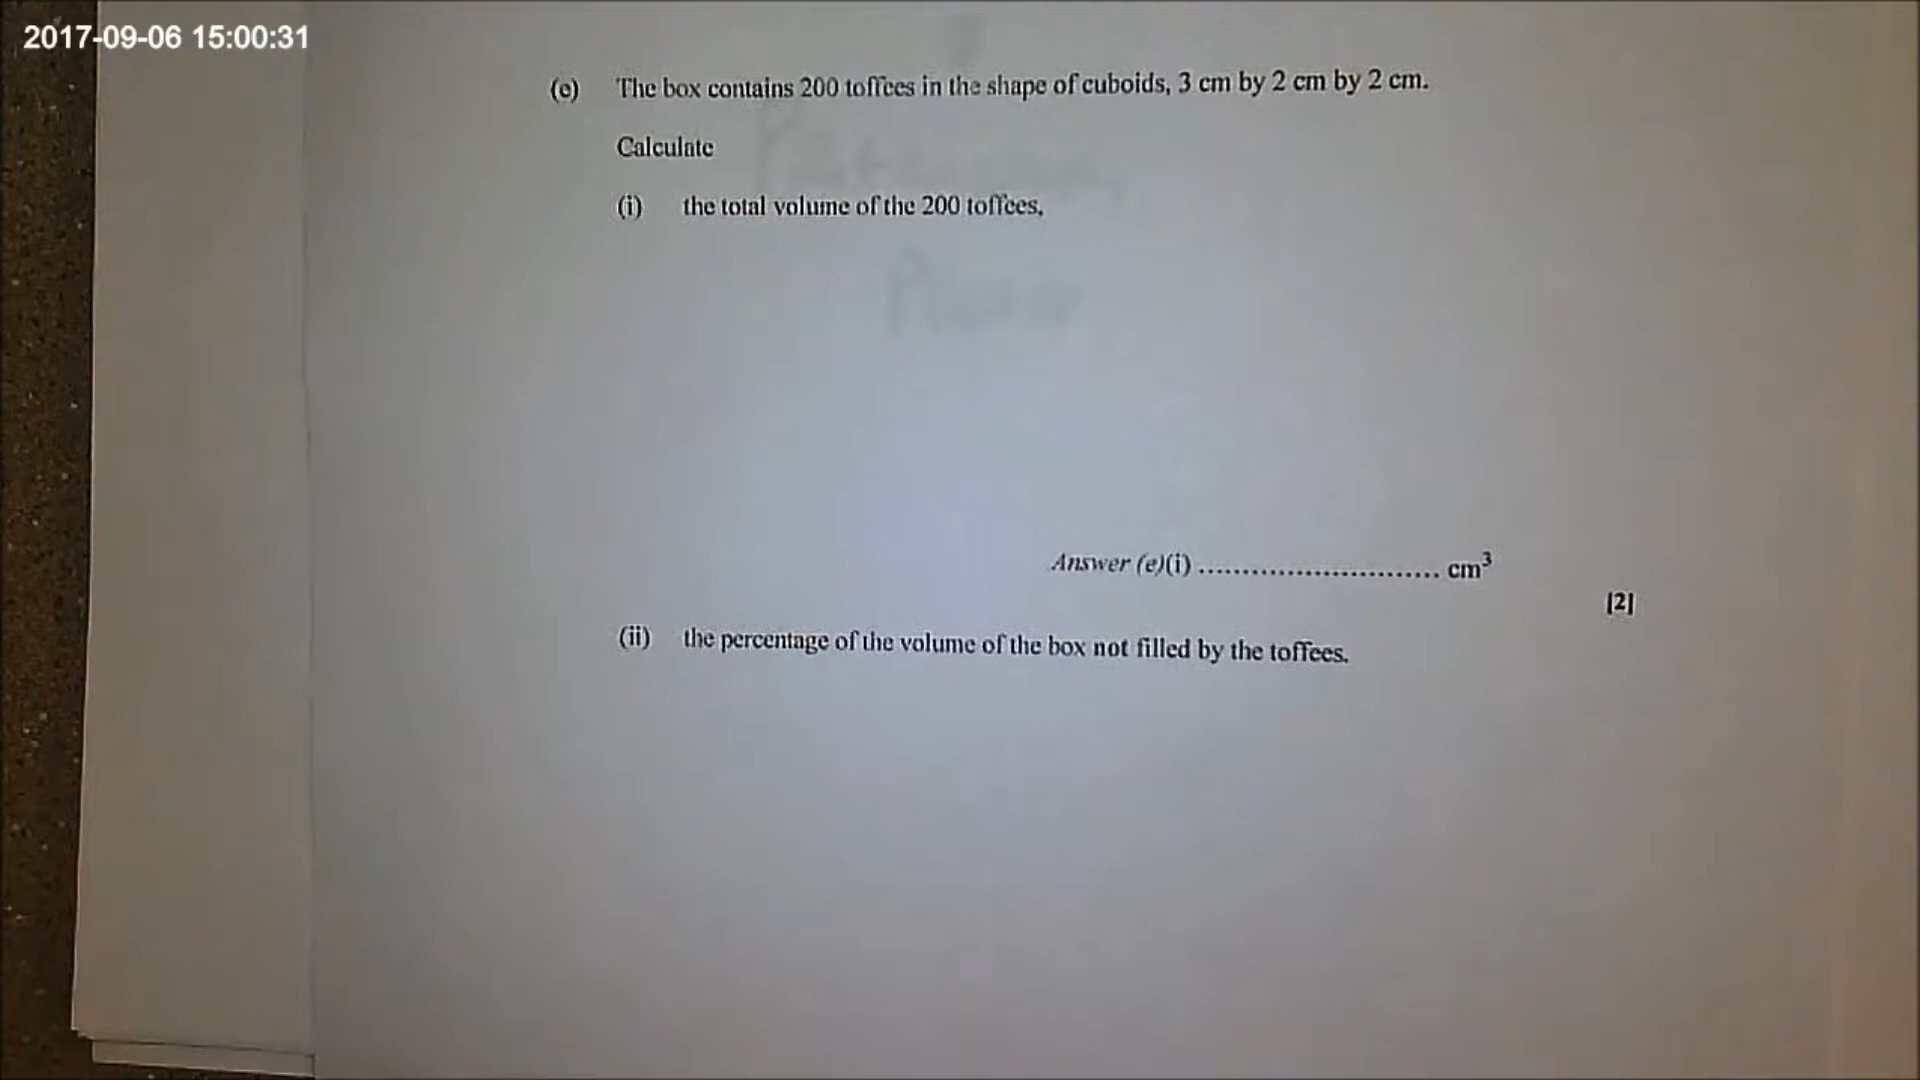 2017-09-06 15:00:31
(e) The box contains 200 toffees in the shape of cuboids, 3 cm by 2 cm by 2 cm.
Calculate
(i) the total volume of the 200 toffees,
Answer (e)(i) ............................ cm³
[2]
(ii) the percentage of the volume of the box not filled by the toffees.